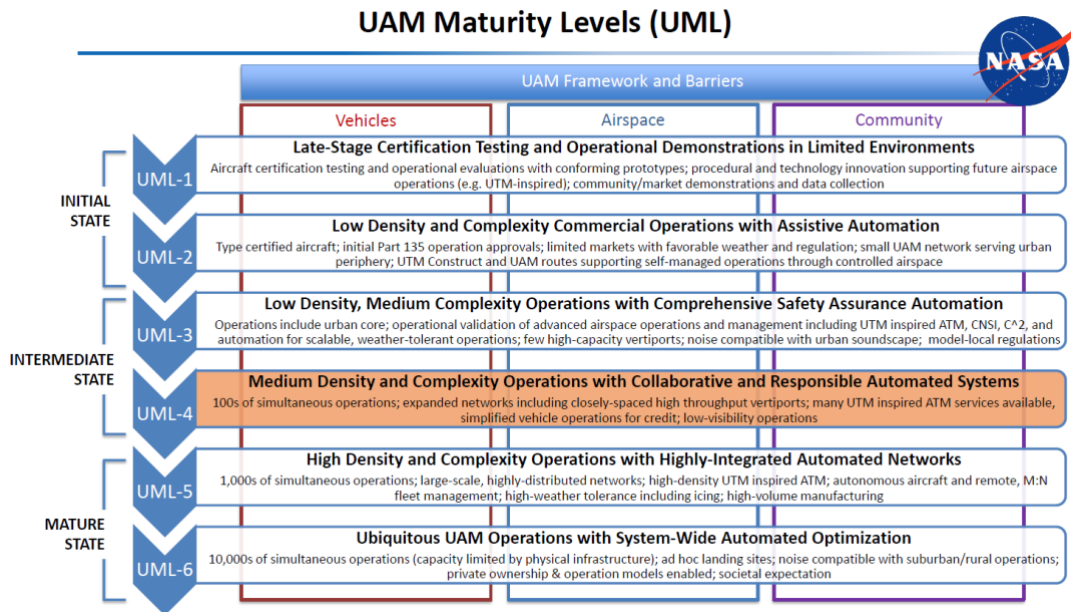 UAM Maturity Levels (UML)
NASA
UAM Framework and Barriers
Vehicles
Airspace
Community
INITIAL
STATE
UML-1
Late-Stage Certification Testing and Operational Demonstrations in Limited Environments
Aircraft certification testing and operational evaluations with conforming prototypes; procedural and technology innovation supporting future airspace
operations (e.g. UTM-inspired); community/market demonstrations and data collection
UML-2
Low Density and Complexity Commercial Operations with Assistive Automation
Type certified aircraft; initial Part 135 operation approvals; limited markets with favorable weather and regulation; small UAM network serving urban
periphery; UTM Construct and UAM routes supporting self-managed operations through controlled airspace
INTERMEDIATE
STATE
UML-3
Low Density, Medium Complexity Operations with Comprehensive Safety Assurance Automation
Operations include urban core; operational validation of advanced airspace operations and management including UTM inspired ATM, CNSI, C^2, and
automation for scalable, weather-tolerant operations; few high-capacity vertiports; noise compatible with urban soundscape; model-local regulations
UML-4
Medium Density and Complexity Operations with Collaborative and Responsible Automated Systems
100s of simultaneous operations; expanded networks including closely-spaced high throughput vertiports; many UTM inspired ATM services available,
simplified vehicle operations for credit; low-visibility operations
MATURE
STATE
UML-5
High Density and Complexity Operations with Highly-Integrated Automated Networks
1,000s of simultaneous operations; large-scale, highly-distributed networks; high-density UTM inspired ATM; autonomous aircraft and remote, M:N
fleet management; high-weather tolerance including icing; high-volume manufacturing
UML-6
Ubiquitous UAM Operations with System-Wide Automated Optimization
10,000s of simultaneous operations (capacity limited by physical infrastructure); ad hoc landing sites; noise compatible with suburban/rural operations;
private ownership & operation models enabled; societal expectation